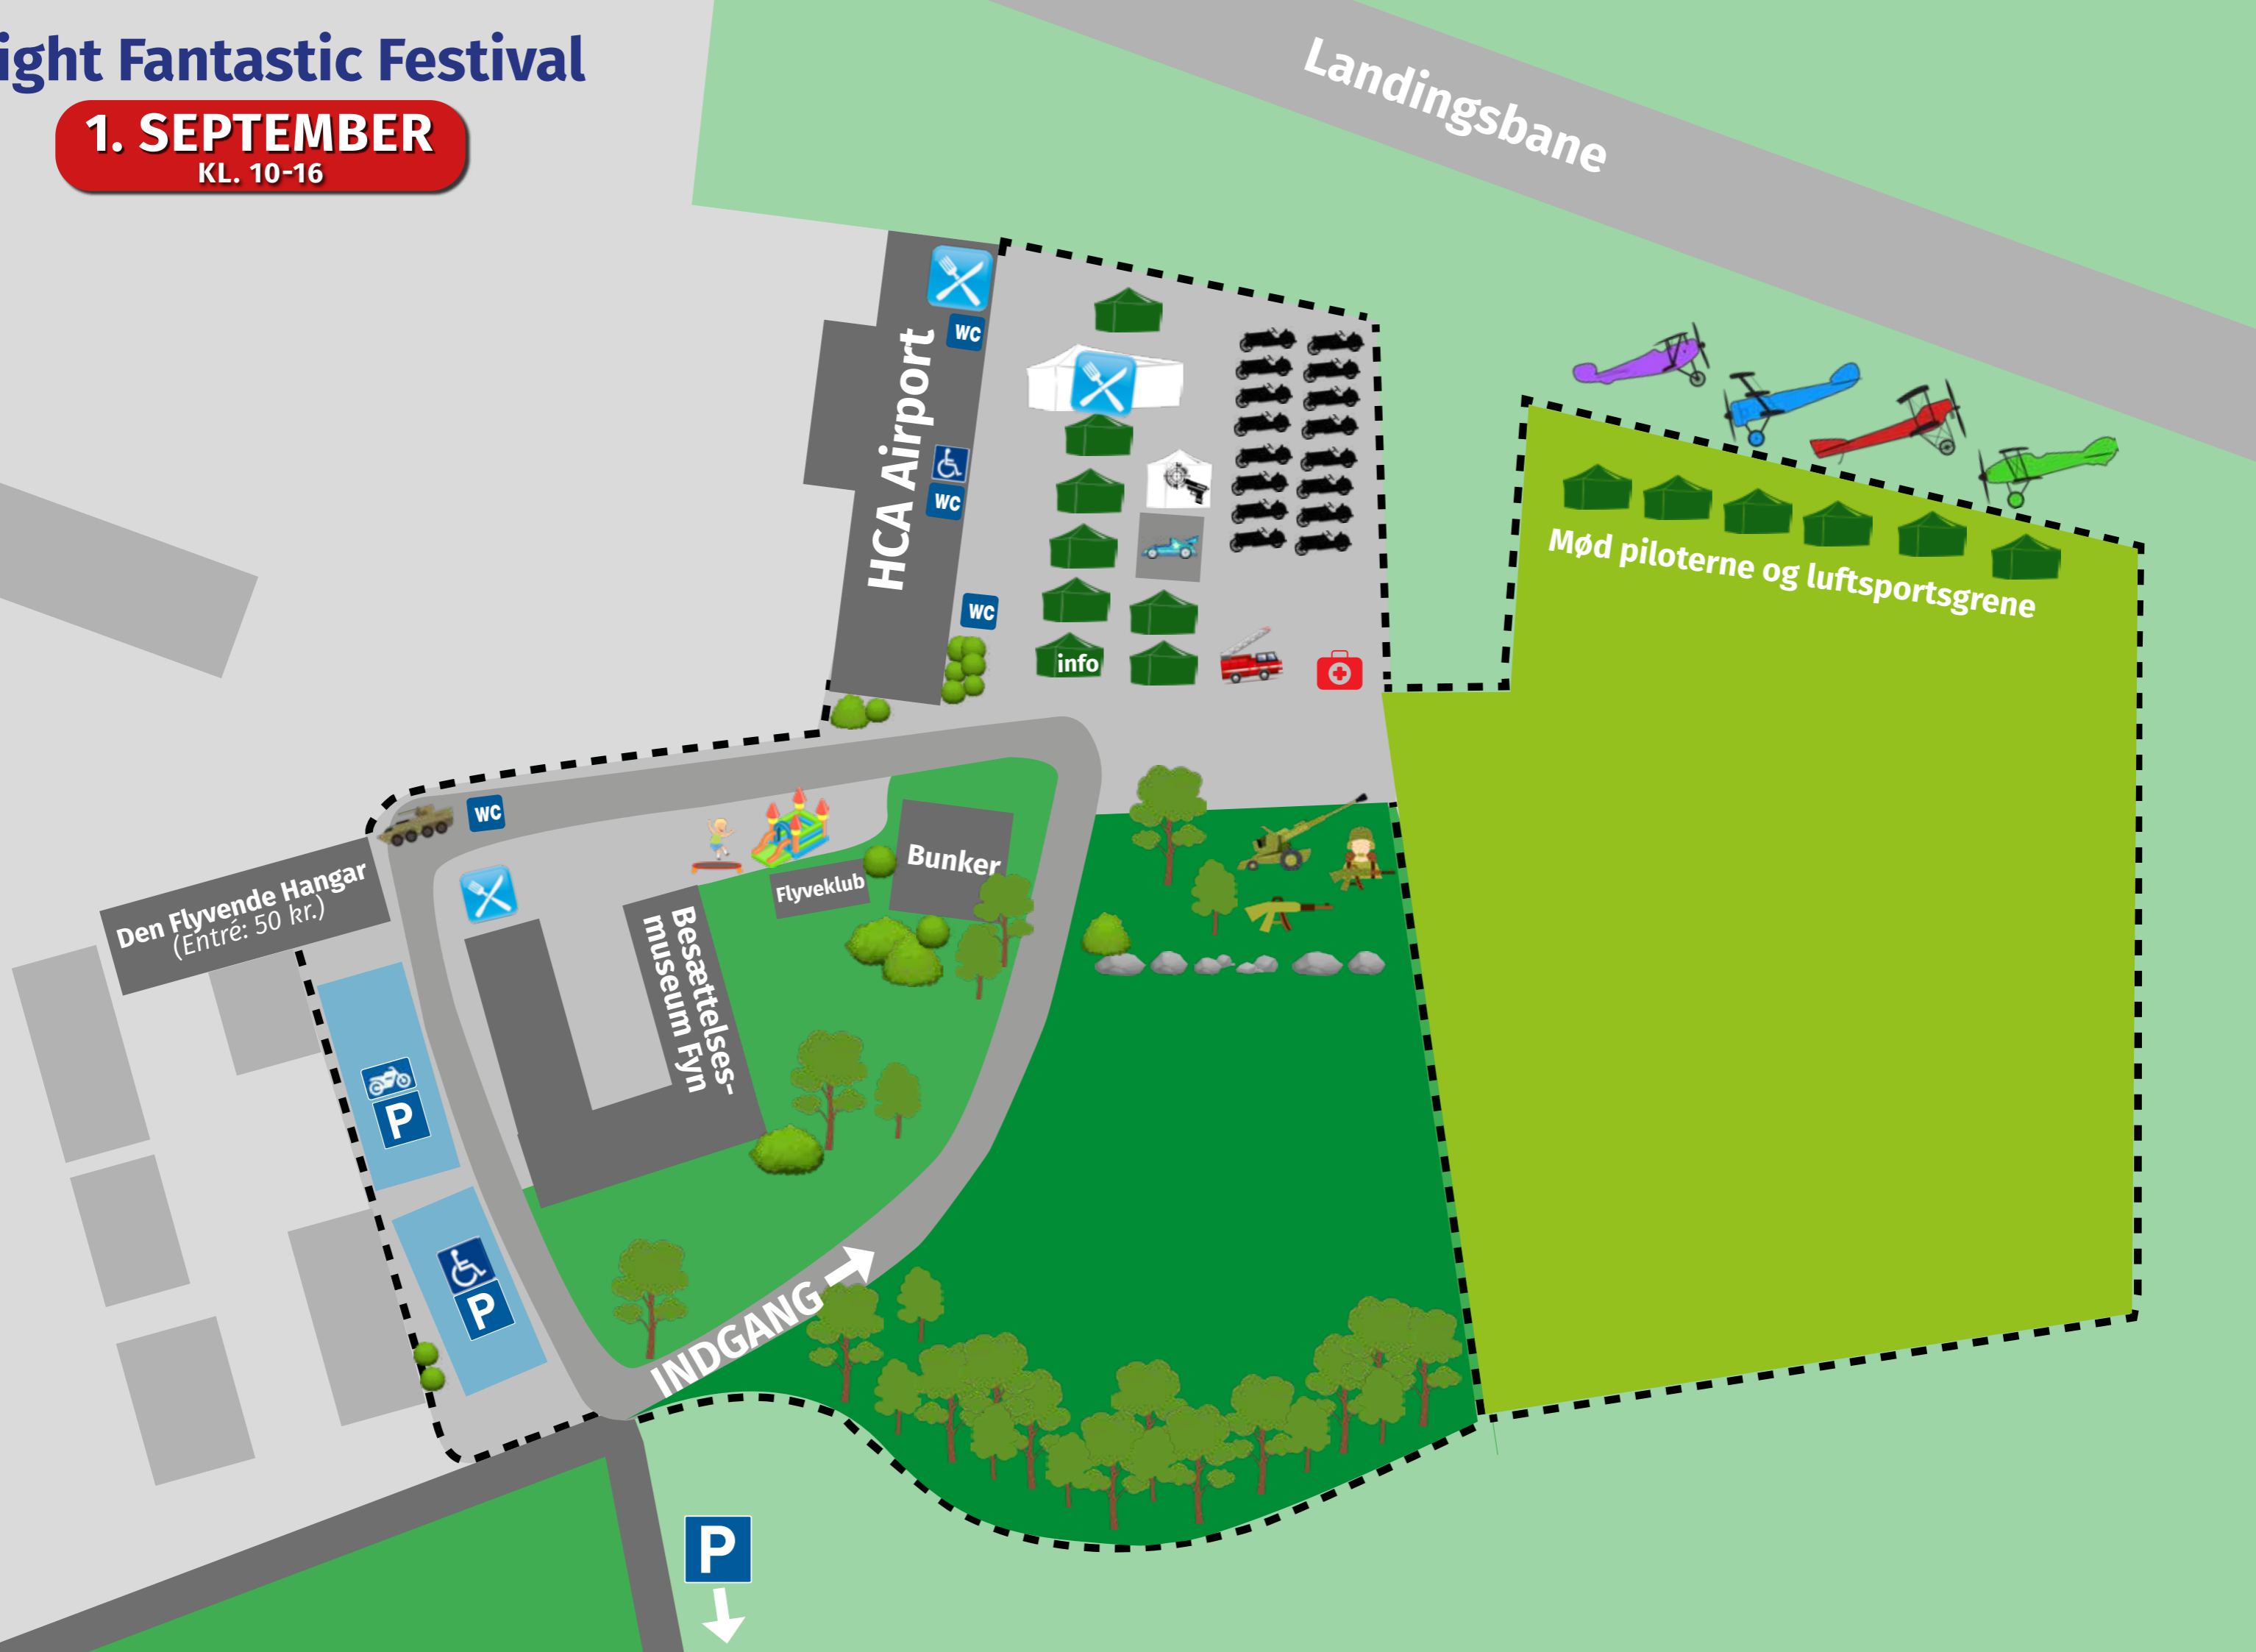 ight Fantastic Festival
1. SEPTEMBER
KL. 10-16
Landingsbane
HCA Airport
WC
WC
WC
info
Mød piloterne og luftsportsgrene
WC
Den Flyvende Hangar
(Entré: 50 kr.)
Flyveklub
Bunker
Besættelses-
museum Fyn
P
P
INDGANG
P